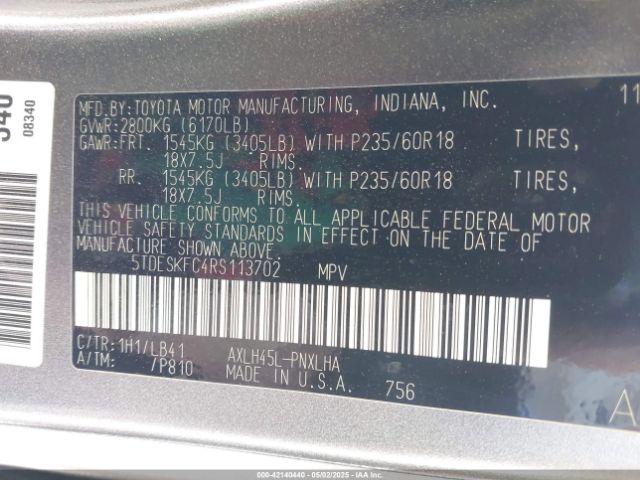 540
08340
11
MFD.BY:TOYOTA MOTOR MANUFACTURING, INDIANA, INC.
GVWR:2800KG (6170LB)
GAWR:FRT. 1545KG (3405LB) WITH P235/60R18 TIRES,
18X7.5J RIMS.
RR. 1545KG (3405LB) WITH P235/60R18 TIRES,
18X7.5J RIMS.
THIS VEHICLE CONFORMS TO ALL APPLICABLE FEDERAL MOTOR
VEHICLE SAFETY STANDARDS IN EFFECT ON THE DATE OF
MANUFACTURE SHOWN ABOVE.
5TDESKFC4RS113702 MPV
C/TR:1H1/LB41 AXLH45L-PNXLHA
A/TM: /P810 MADE IN U.S.A. 756
A
000-42140440 - 05/02/2025 - Copyright IAA, LLC.